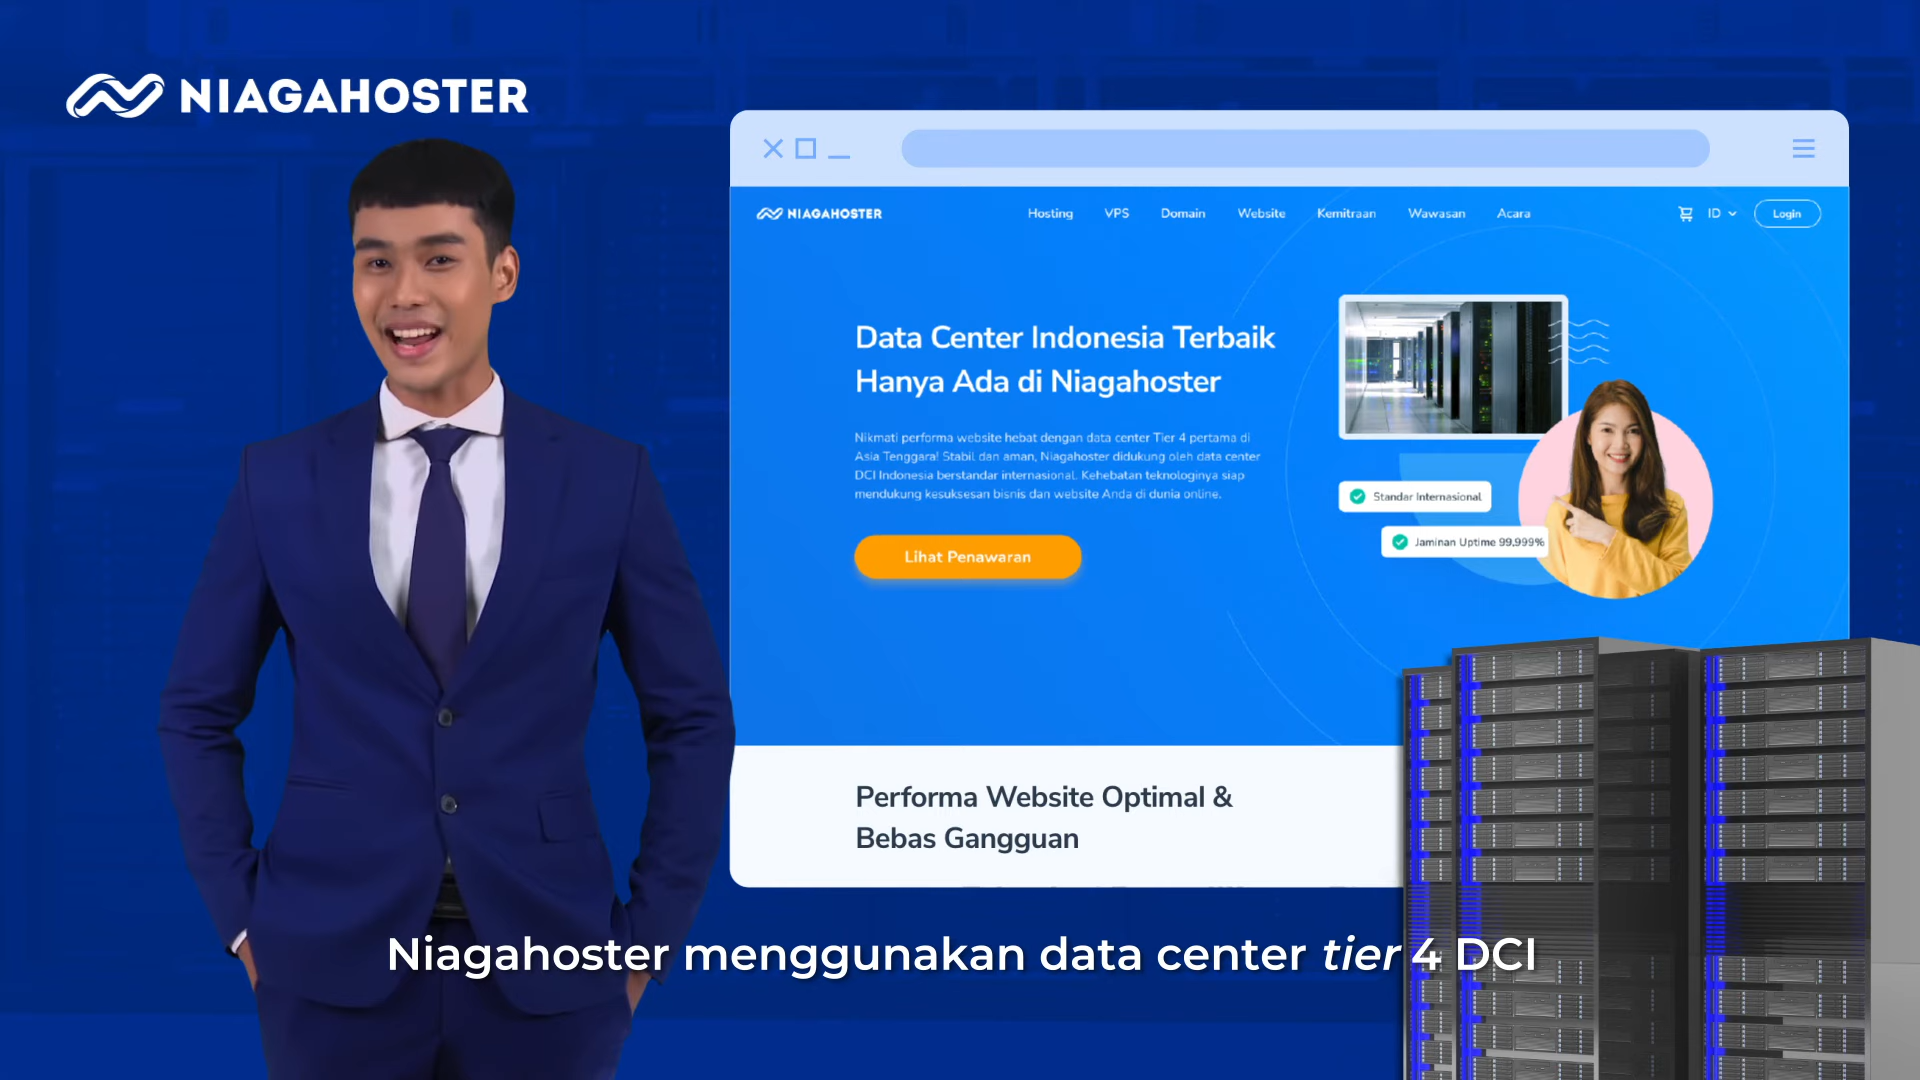 NIAGAHOSTER
NIAGAHOSTER
Hosting
VPS
Domain
Website
Kemitraan
Wawasan
Acara
ID
Login
Data Center Indonesia Terbaik
Hanya Ada di Niagahoster
Nikmati performa website hebat dengan data center Tier 4 pertama di
Asia Tenggara! Stabil dan aman, Niagahoster didukung oleh data center
DCI Indonesia berstandar internasional. Kehebatan teknologinya siap
mendukung kesuksesan bisnis dan website Anda di dunia online.
Lihat Penawaran
Standar Internasional
Jaminan Uptime 99,999%
Performa Website Optimal &
Bebas Gangguan
Niagahoster menggunakan data center tier 4 DCI